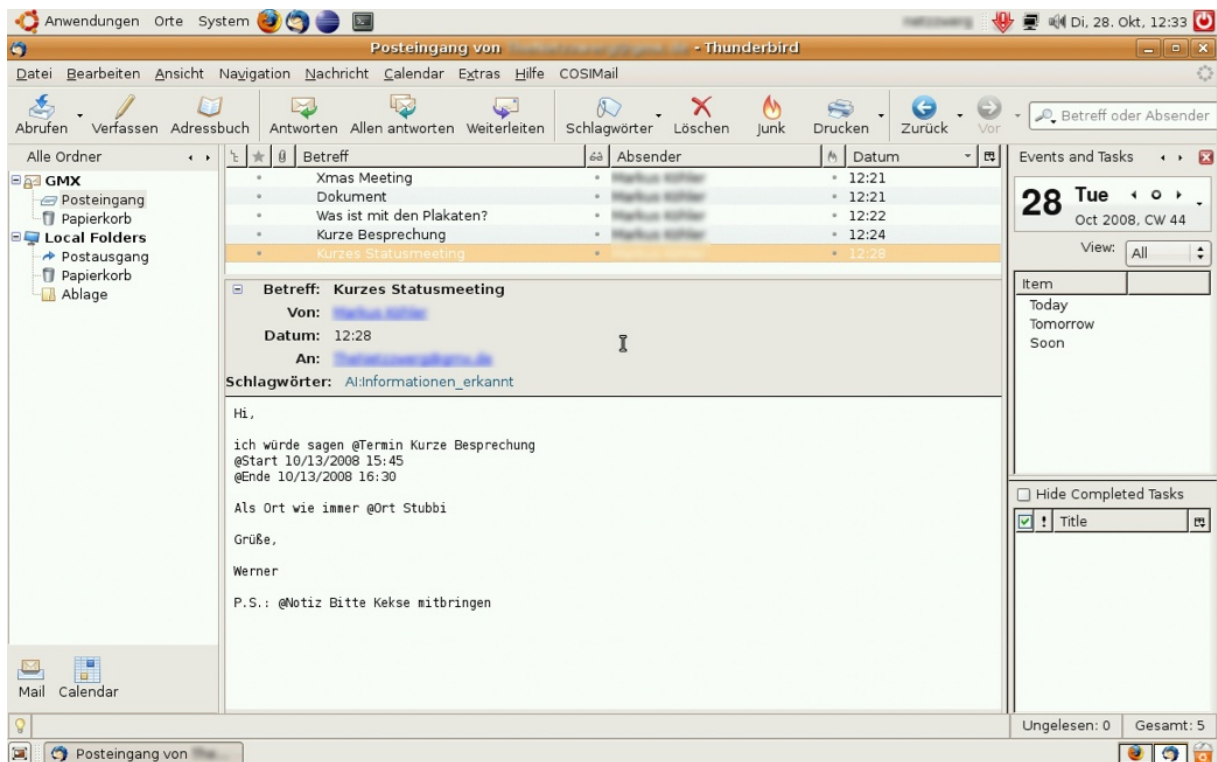 Anwendungen Orte System
Di, 28. Okt, 12:33
Posteingang von - Thunderbird
Datei Bearbeiten Ansicht Navigation Nachricht Calendar Extras Hilfe COSIMail
Abrufen Verfassen Adressbuch Antworten Allen antworten Weiterleiten Schlagwörter Löschen Junk Drucken Zurück Vor Betreff oder Absender
Alle Ordner
GMX
Posteingang
Papierkorb
Local Folders
Postausgang
Papierkorb
Ablage
Betreff Absender Datum
Xmas Meeting 12:21
Dokument 12:21
Was ist mit den Plakaten? 12:22
Kurze Besprechung 12:24
Kurzes Statusmeeting 12:28
Betreff: Kurzes Statusmeeting
Von:
Datum: 12:28
An:
Schlagwörter: AI:Informationen_erkannt
Hi,
ich würde sagen @Termin Kurze Besprechung
@Start 10/13/2008 15:45
@Ende 10/13/2008 16:30
Als Ort wie immer @Ort Stubbi
Grüße,
Werner
P.S.: @Notiz Bitte Kekse mitbringen
Events and Tasks
28 Tue
Oct 2008, CW 44
View: All
Item
Today
Tomorrow
Soon
Hide Completed Tasks
! Title
Mail Calendar
Ungelesen: 0 Gesamt: 5
Posteingang von